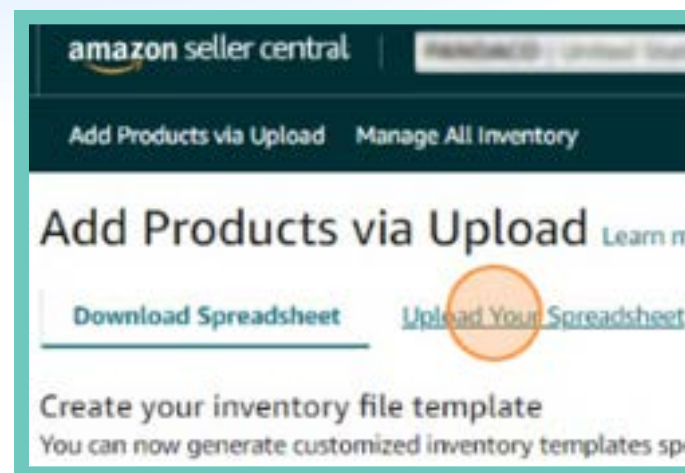 amazon seller central
Add Products via Upload Manage All Inventory
Add Products via Upload Learn
Download Spreadsheet Upload Your Spreadsheet
Create your inventory file template
You can now generate customized inventory templates